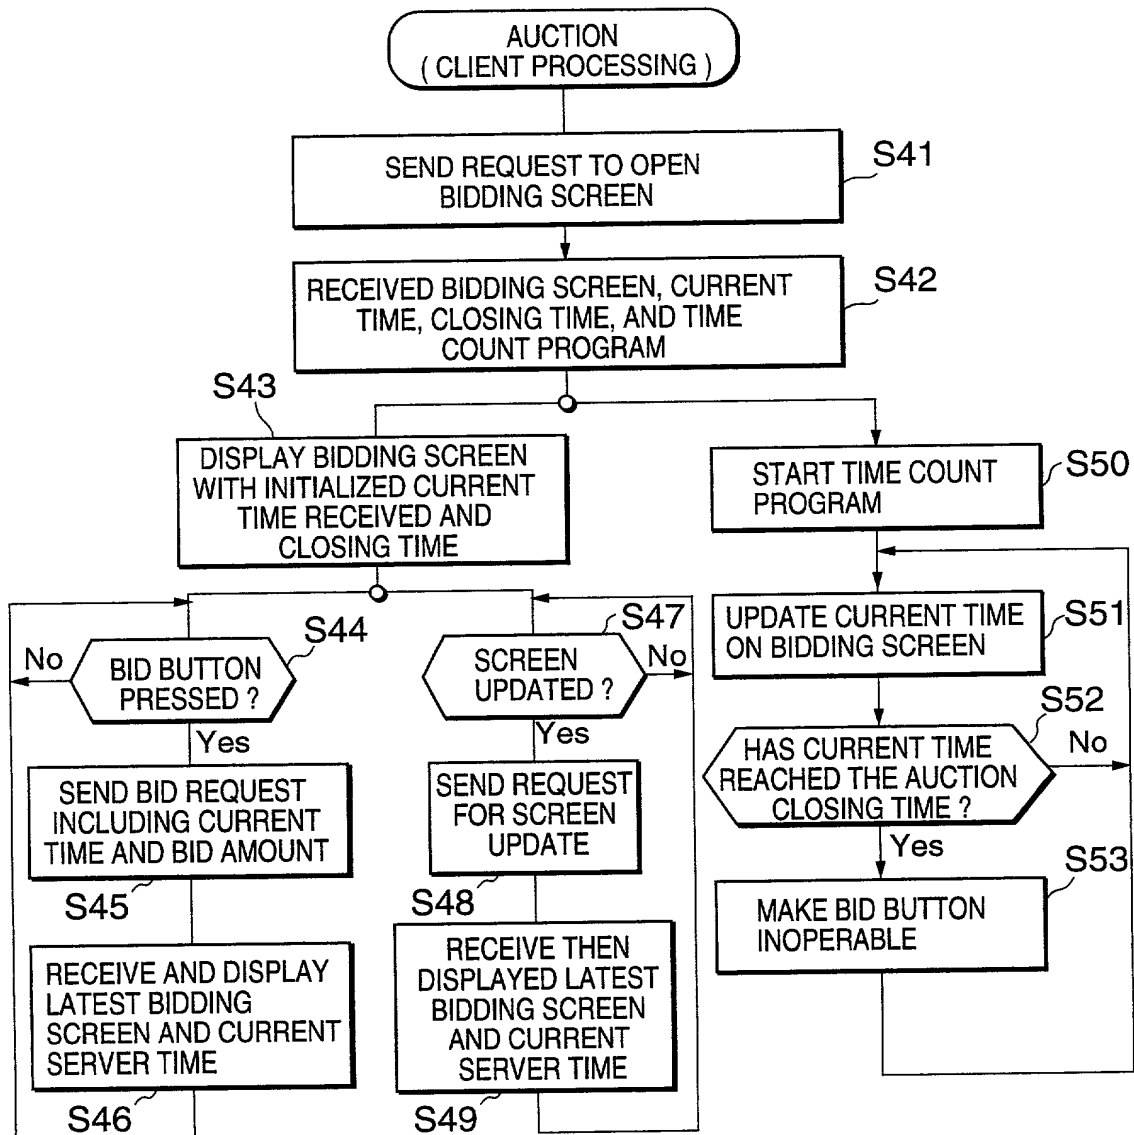 AUCTION
( CLIENT PROCESSING )
SEND REQUEST TO OPEN
BIDDING SCREEN
S41
RECEIVED BIDDING SCREEN, CURRENT
TIME, CLOSING TIME, AND TIME
COUNT PROGRAM
S42
S43
DISPLAY BIDDING SCREEN
WITH INITIALIZED CURRENT
TIME RECEIVED AND
CLOSING TIME
START TIME COUNT
PROGRAM
S50
S44
No
BID BUTTON
PRESSED ?
Yes
SEND BID REQUEST
INCLUDING CURRENT
TIME AND BID AMOUNT
S45
RECEIVE AND DISPLAY
LATEST BIDDING
SCREEN AND CURRENT
SERVER TIME
S46
S47
SCREEN
UPDATED ?
No
Yes
SEND REQUEST
FOR SCREEN
UPDATE
S48
RECEIVE THEN
DISPLAYED LATEST
BIDDING SCREEN
AND CURRENT
SERVER TIME
S49
UPDATE CURRENT TIME
ON BIDDING SCREEN
S51
S52
HAS CURRENT TIME
REACHED THE AUCTION
CLOSING TIME ?
No
Yes
S53
MAKE BID BUTTON
INOPERABLE